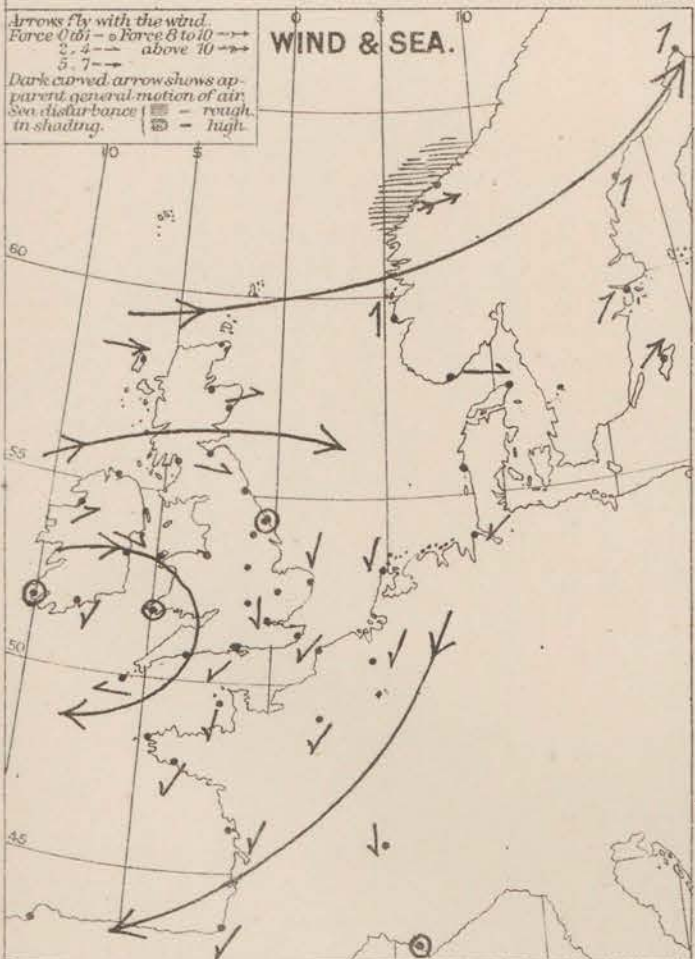 Arrows fly with the wind.
Force 0 to 1 – o Force 8 to 10
2 . 4 – above 10
5 . 7 –
Dark curved arrow shows ap-
parent general motion of air.
Sea disturbance – rough.
in shading. – high.
0 5 10
WIND & SEA.
10 5
60
55
50
45